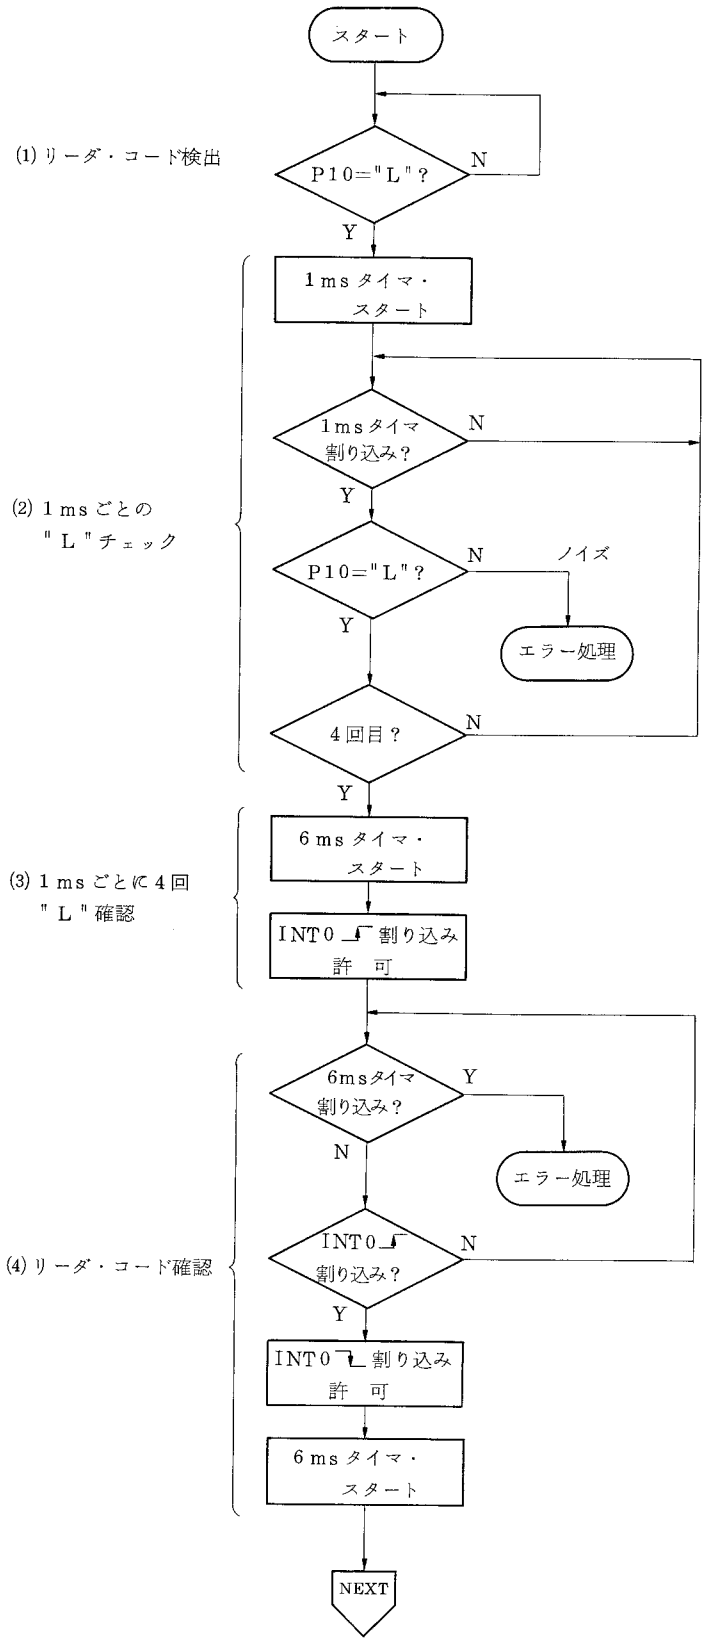 スタート
(1) リーダ・コード検出
P10="L"?
N
Y
1ms タイマ・
スタート
1ms タイマ
割り込み?
N
Y
(2) 1 ms ごとの
"L"チェック
P10="L"?
N
ノイズ
Y
エラー処理
4回目?
N
Y
6 ms タイマ・
スタート
(3) 1 ms ごとに 4 回
"L"確認
INT0 割り込み
許 可
6msタイマ
割り込み?
Y
N
エラー処理
INT0
割り込み?
N
(4) リーダ・コード確認
Y
INT0 割り込み
許 可
6 ms タイマ・
スタート
NEXT